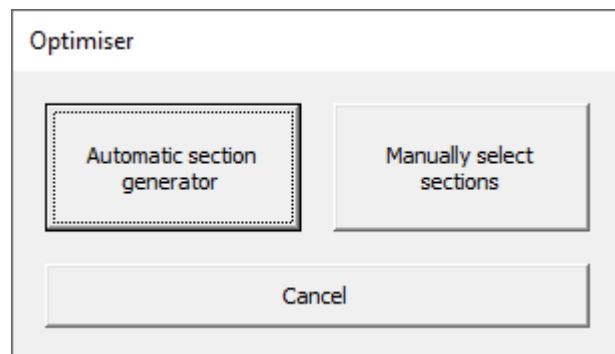 Optimiser
Automatic section
generator
Manually select
sections
Cancel